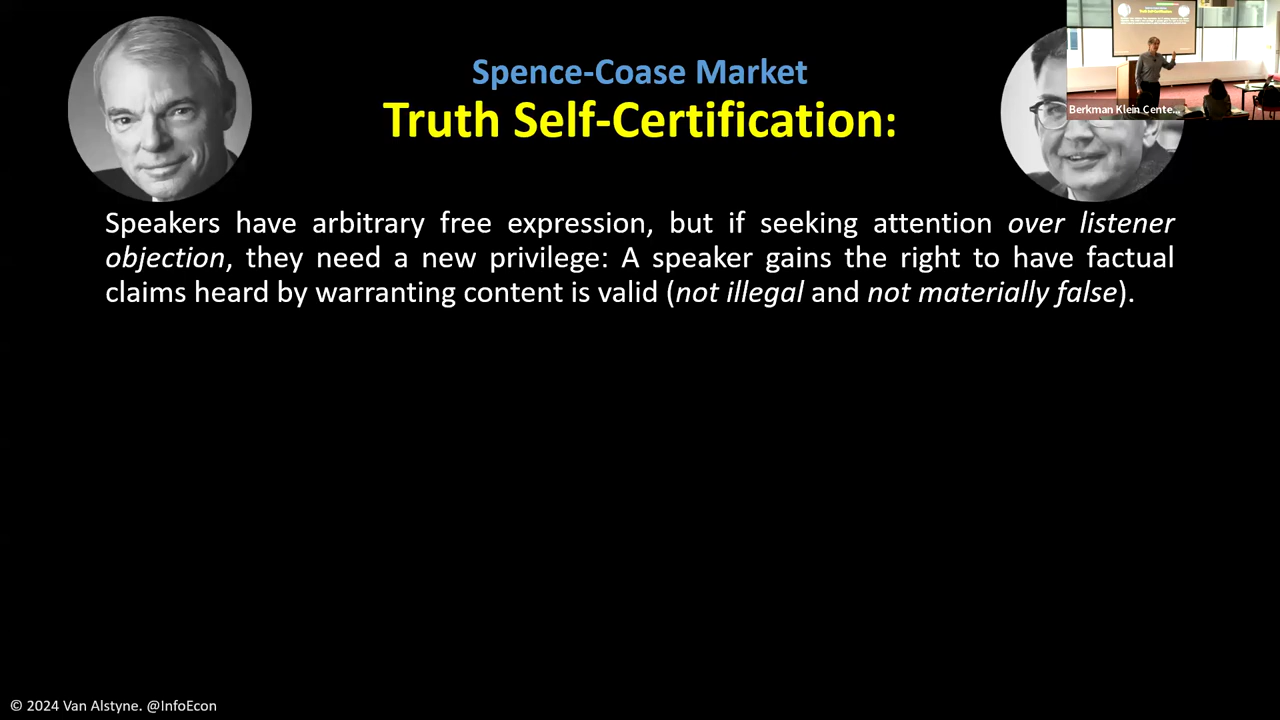 Spence-Coase Market
Truth Self-Certification:
Berkman Klein Cente...
Speakers have arbitrary free expression, but if seeking attention over listener
objection, they need a new privilege: A speaker gains the right to have factual
claims heard by warranting content is valid (not illegal and not materially false).
© 2024 Van Alstyne. @InfoEcon